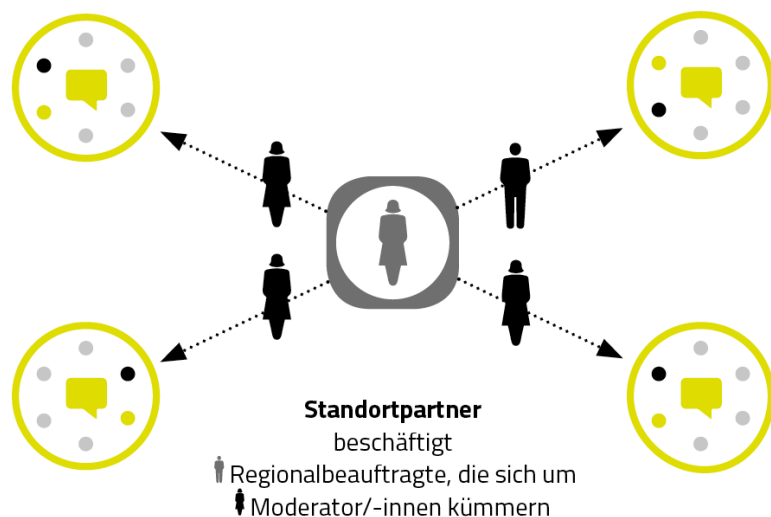 Standortpartner
beschäftigt
Regionalbeauftragte, die sich um
Moderator/-innen kümmern